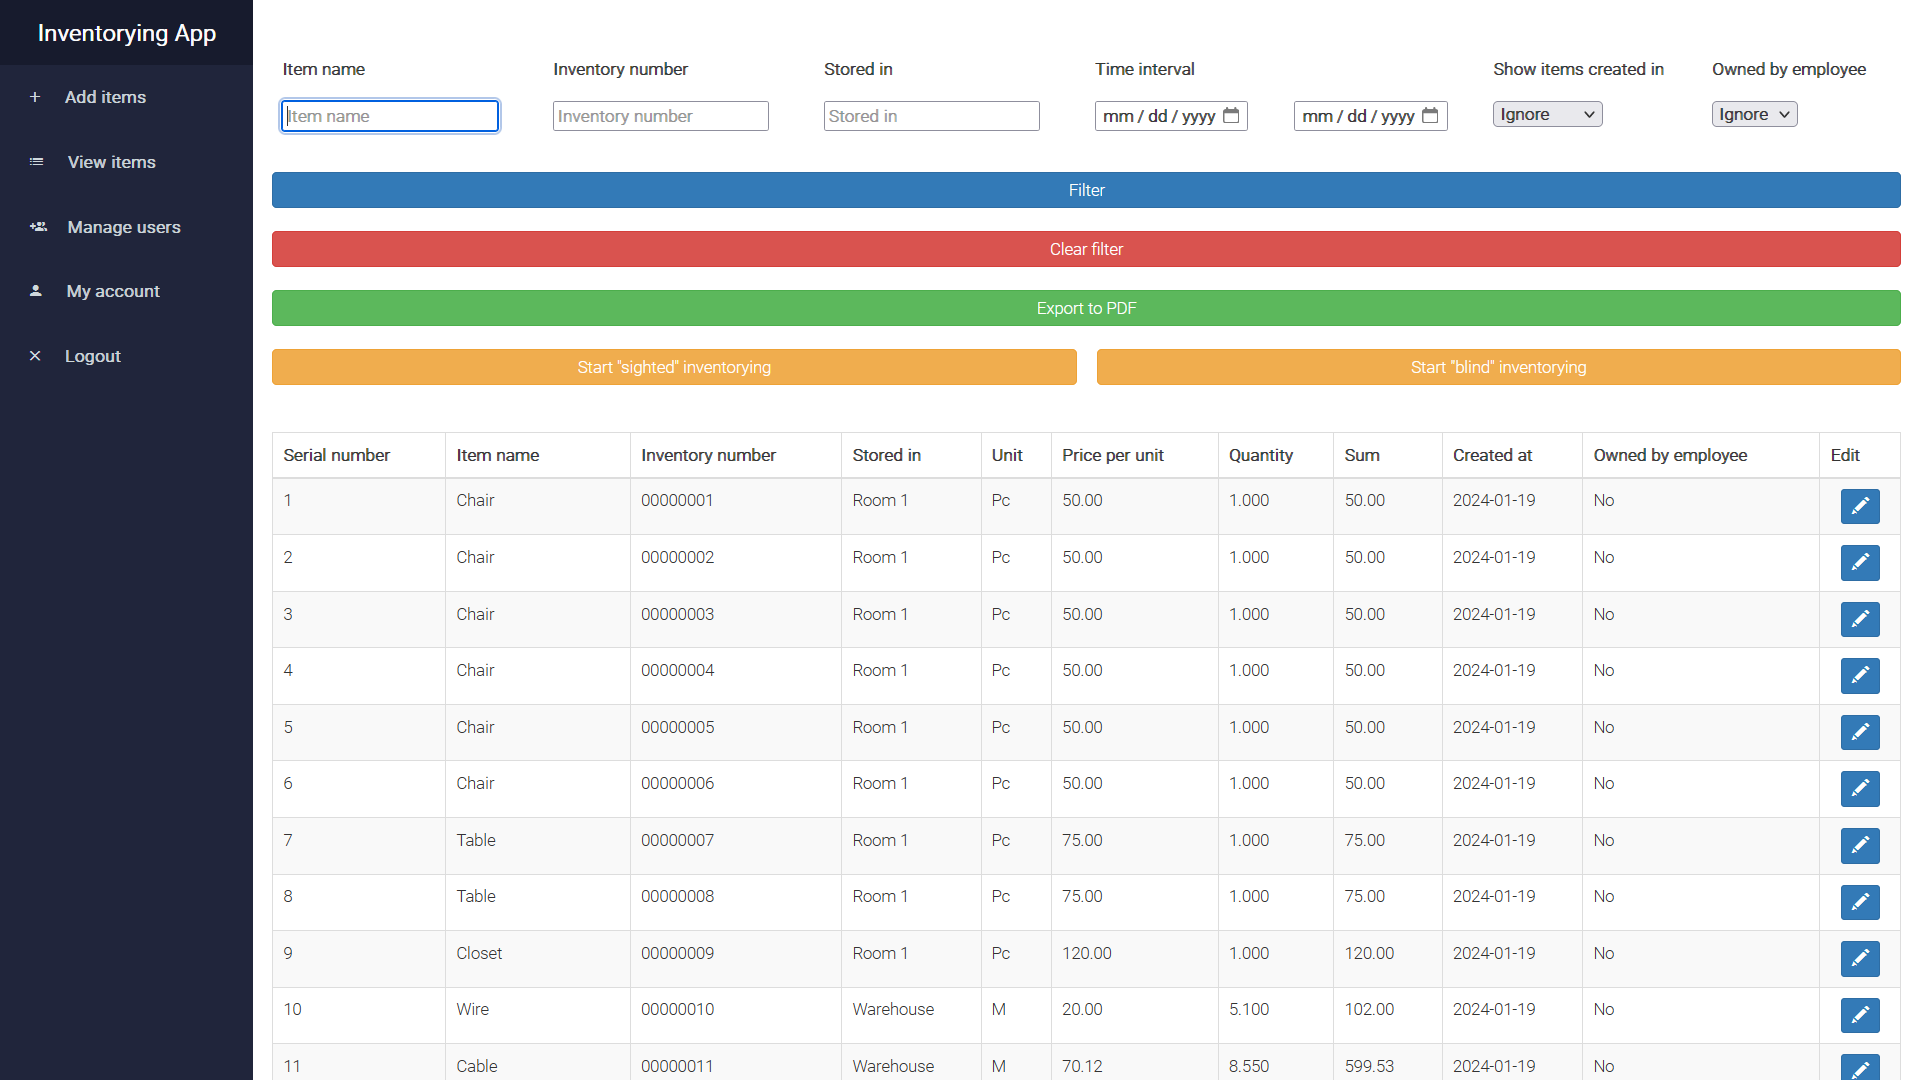 Inventorying App
Add items
View items
Manage users
My account
Logout
Item name Inventory number Stored in Time interval Show items created in Owned by employee
Item name Inventory number Stored in mm / dd / yyyy mm / dd / yyyy Ignore Ignore
Filter
Clear filter
Export to PDF
Start "sighted" inventorying Start "blind" inventorying
Serial number Item name Inventory number Stored in Unit Price per unit Quantity Sum Created at Owned by employee Edit
1 Chair 00000001 Room 1 Pc 50.00 1.000 50.00 2024-01-19 No
2 Chair 00000002 Room 1 Pc 50.00 1.000 50.00 2024-01-19 No
3 Chair 00000003 Room 1 Pc 50.00 1.000 50.00 2024-01-19 No
4 Chair 00000004 Room 1 Pc 50.00 1.000 50.00 2024-01-19 No
5 Chair 00000005 Room 1 Pc 50.00 1.000 50.00 2024-01-19 No
6 Chair 00000006 Room 1 Pc 50.00 1.000 50.00 2024-01-19 No
7 Table 00000007 Room 1 Pc 75.00 1.000 75.00 2024-01-19 No
8 Table 00000008 Room 1 Pc 75.00 1.000 75.00 2024-01-19 No
9 Closet 00000009 Room 1 Pc 120.00 1.000 120.00 2024-01-19 No
10 Wire 00000010 Warehouse M 20.00 5.100 102.00 2024-01-19 No
11 Cable 00000011 Warehouse M 70.12 8.550 599.53 2024-01-19 No